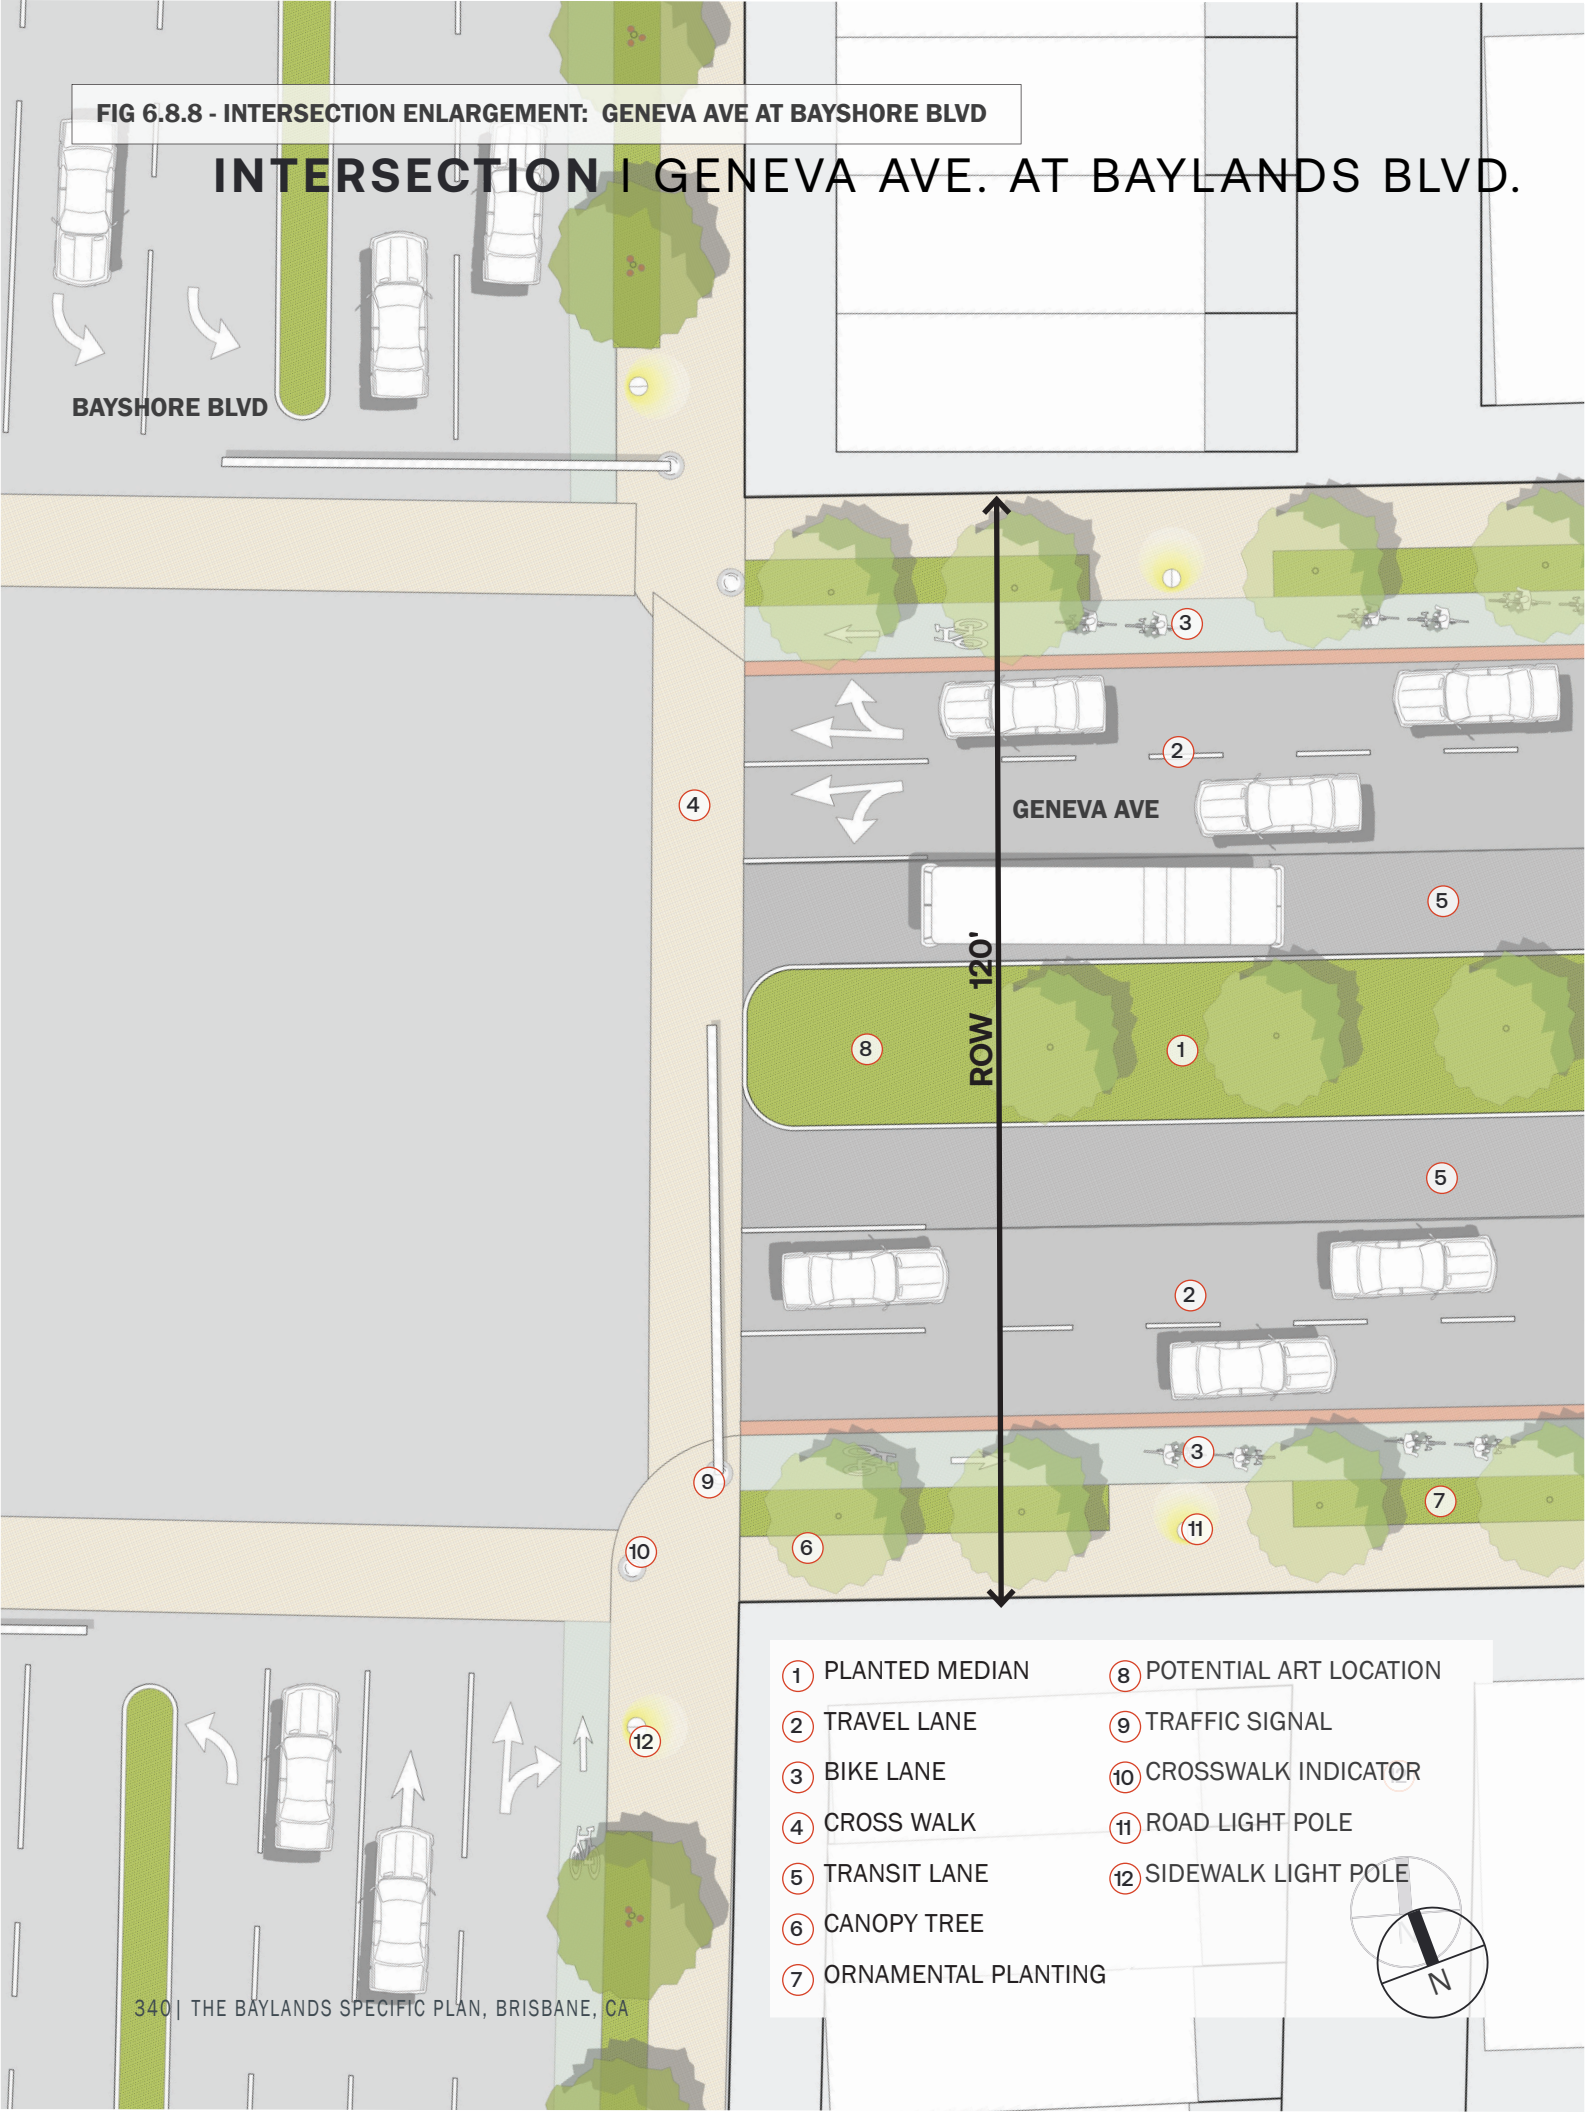 FIG 6.8.8 - INTERSECTION ENLARGEMENT: GENEVA AVE AT BAYSHORE BLVD
INTERSECTION | GENEVA AVE. AT BAYLANDS BLVD.
BAYSHORE BLVD
3
2
4
GENEVA AVE
5
ROW 120'
8
1
5
2
3
9
7
11
6
10
12
1 PLANTED MEDIAN
2 TRAVEL LANE
3 BIKE LANE
4 CROSS WALK
5 TRANSIT LANE
6 CANOPY TREE
7 ORNAMENTAL PLANTING
8 POTENTIAL ART LOCATION
9 TRAFFIC SIGNAL
10 CROSSWALK INDICATOR
12
11 ROAD LIGHT POLE
12 SIDEWALK LIGHT POLE
N
N
340| THE BAYLANDS SPECIFIC PLAN, BRISBANE, CA